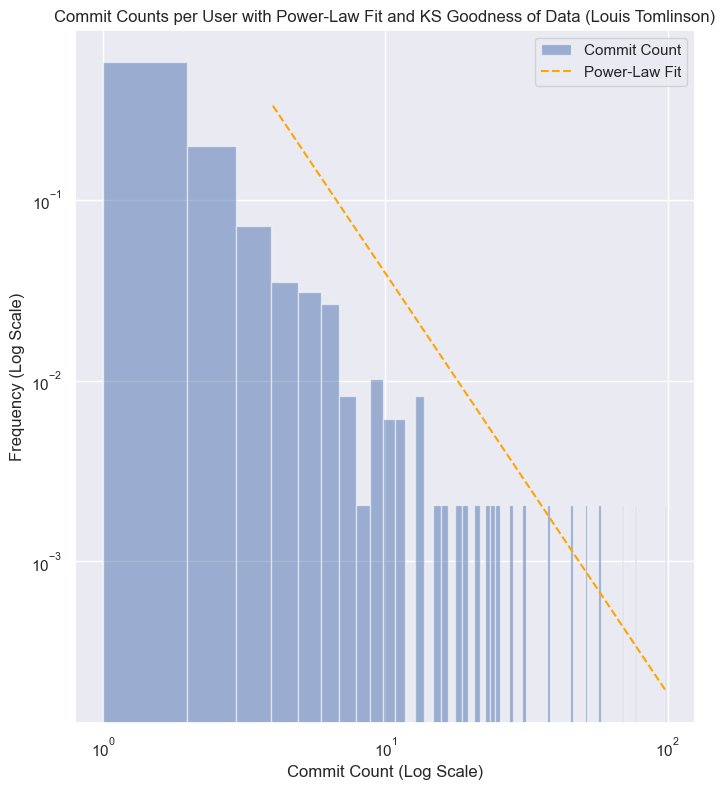 Commit Counts per User with Power-Law Fit and KS Goodness of Data (Louis Tomlinson)
Commit Count
Power-Law Fit
Frequency (Log Scale)
10⁻¹
10⁻²
10⁻³
10⁰
10¹
10²
Commit Count (Log Scale)